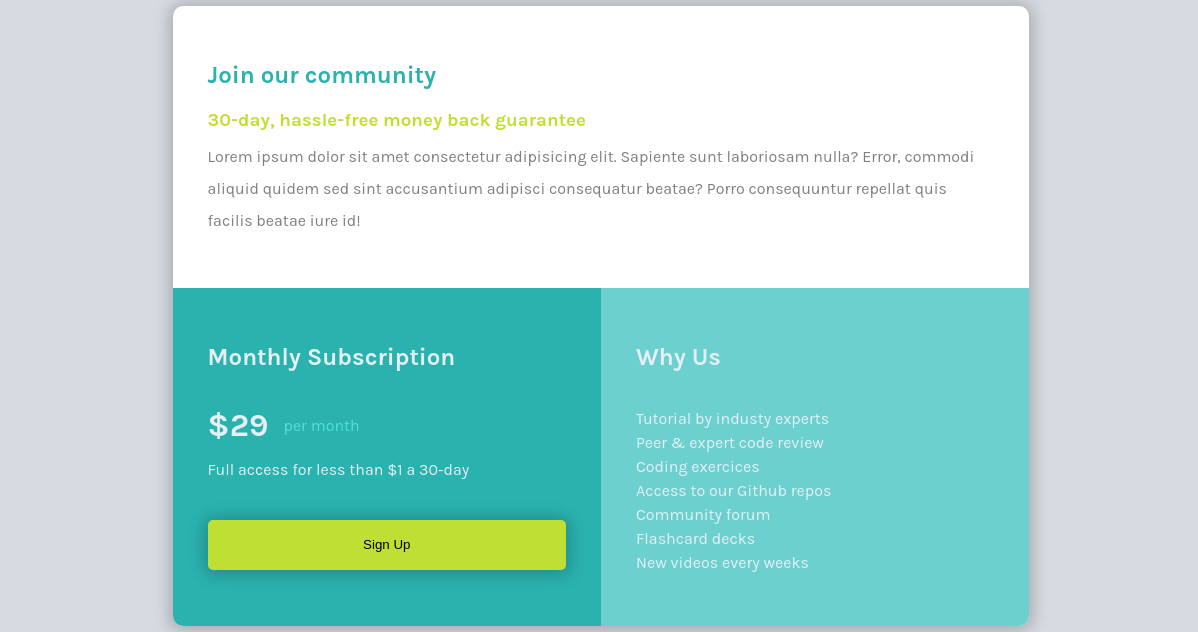 Join our community
30-day, hassle-free money back guarantee
Lorem ipsum dolor sit amet consectetur adipisicing elit. Sapiente sunt laboriosam nulla? Error, commodi
aliquid quidem sed sint accusantium adipisci consequatur beatae? Porro consequuntur repellat quis
facilis beatae iure id!
Monthly Subscription
$29 per month
Full access for less than $1 a 30-day
Sign Up
Why Us
Tutorial by industy experts
Peer & expert code review
Coding exercices
Access to our Github repos
Community forum
Flashcard decks
New videos every weeks